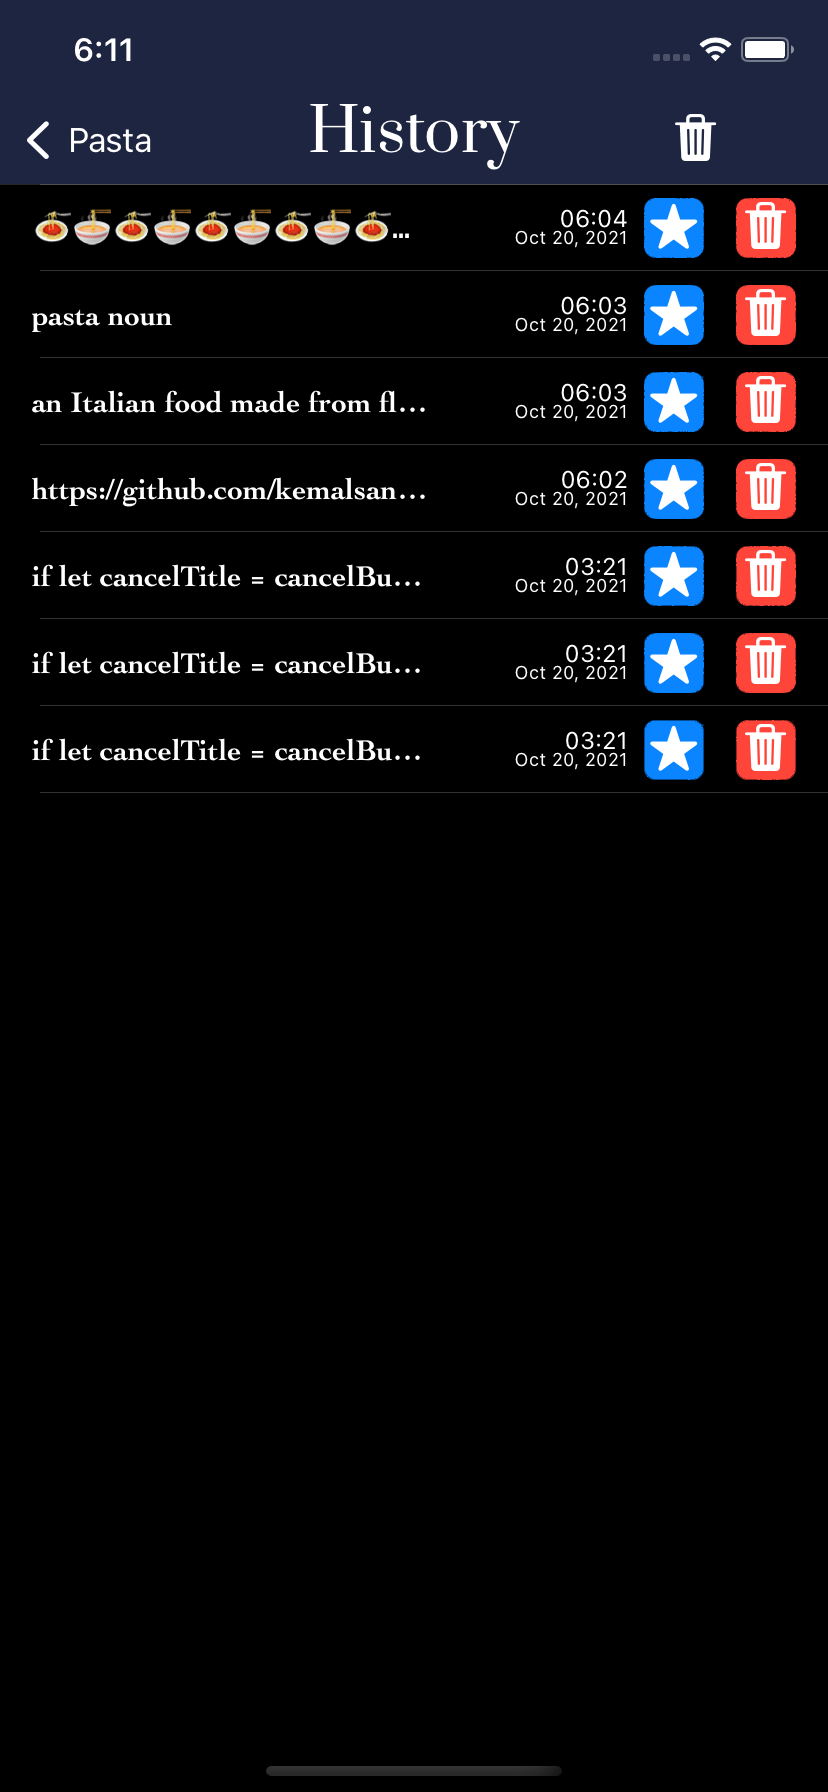 6:11
Pasta
History
🍝🍜🍝🍜🍝🍜🍝🍜🍝...
06:04
Oct 20, 2021
pasta noun
06:03
Oct 20, 2021
an Italian food made from fl...
06:03
Oct 20, 2021
https://github.com/kemalsan...
06:02
Oct 20, 2021
if let cancelTitle = cancelBu...
03:21
Oct 20, 2021
if let cancelTitle = cancelBu...
03:21
Oct 20, 2021
if let cancelTitle = cancelBu...
03:21
Oct 20, 2021